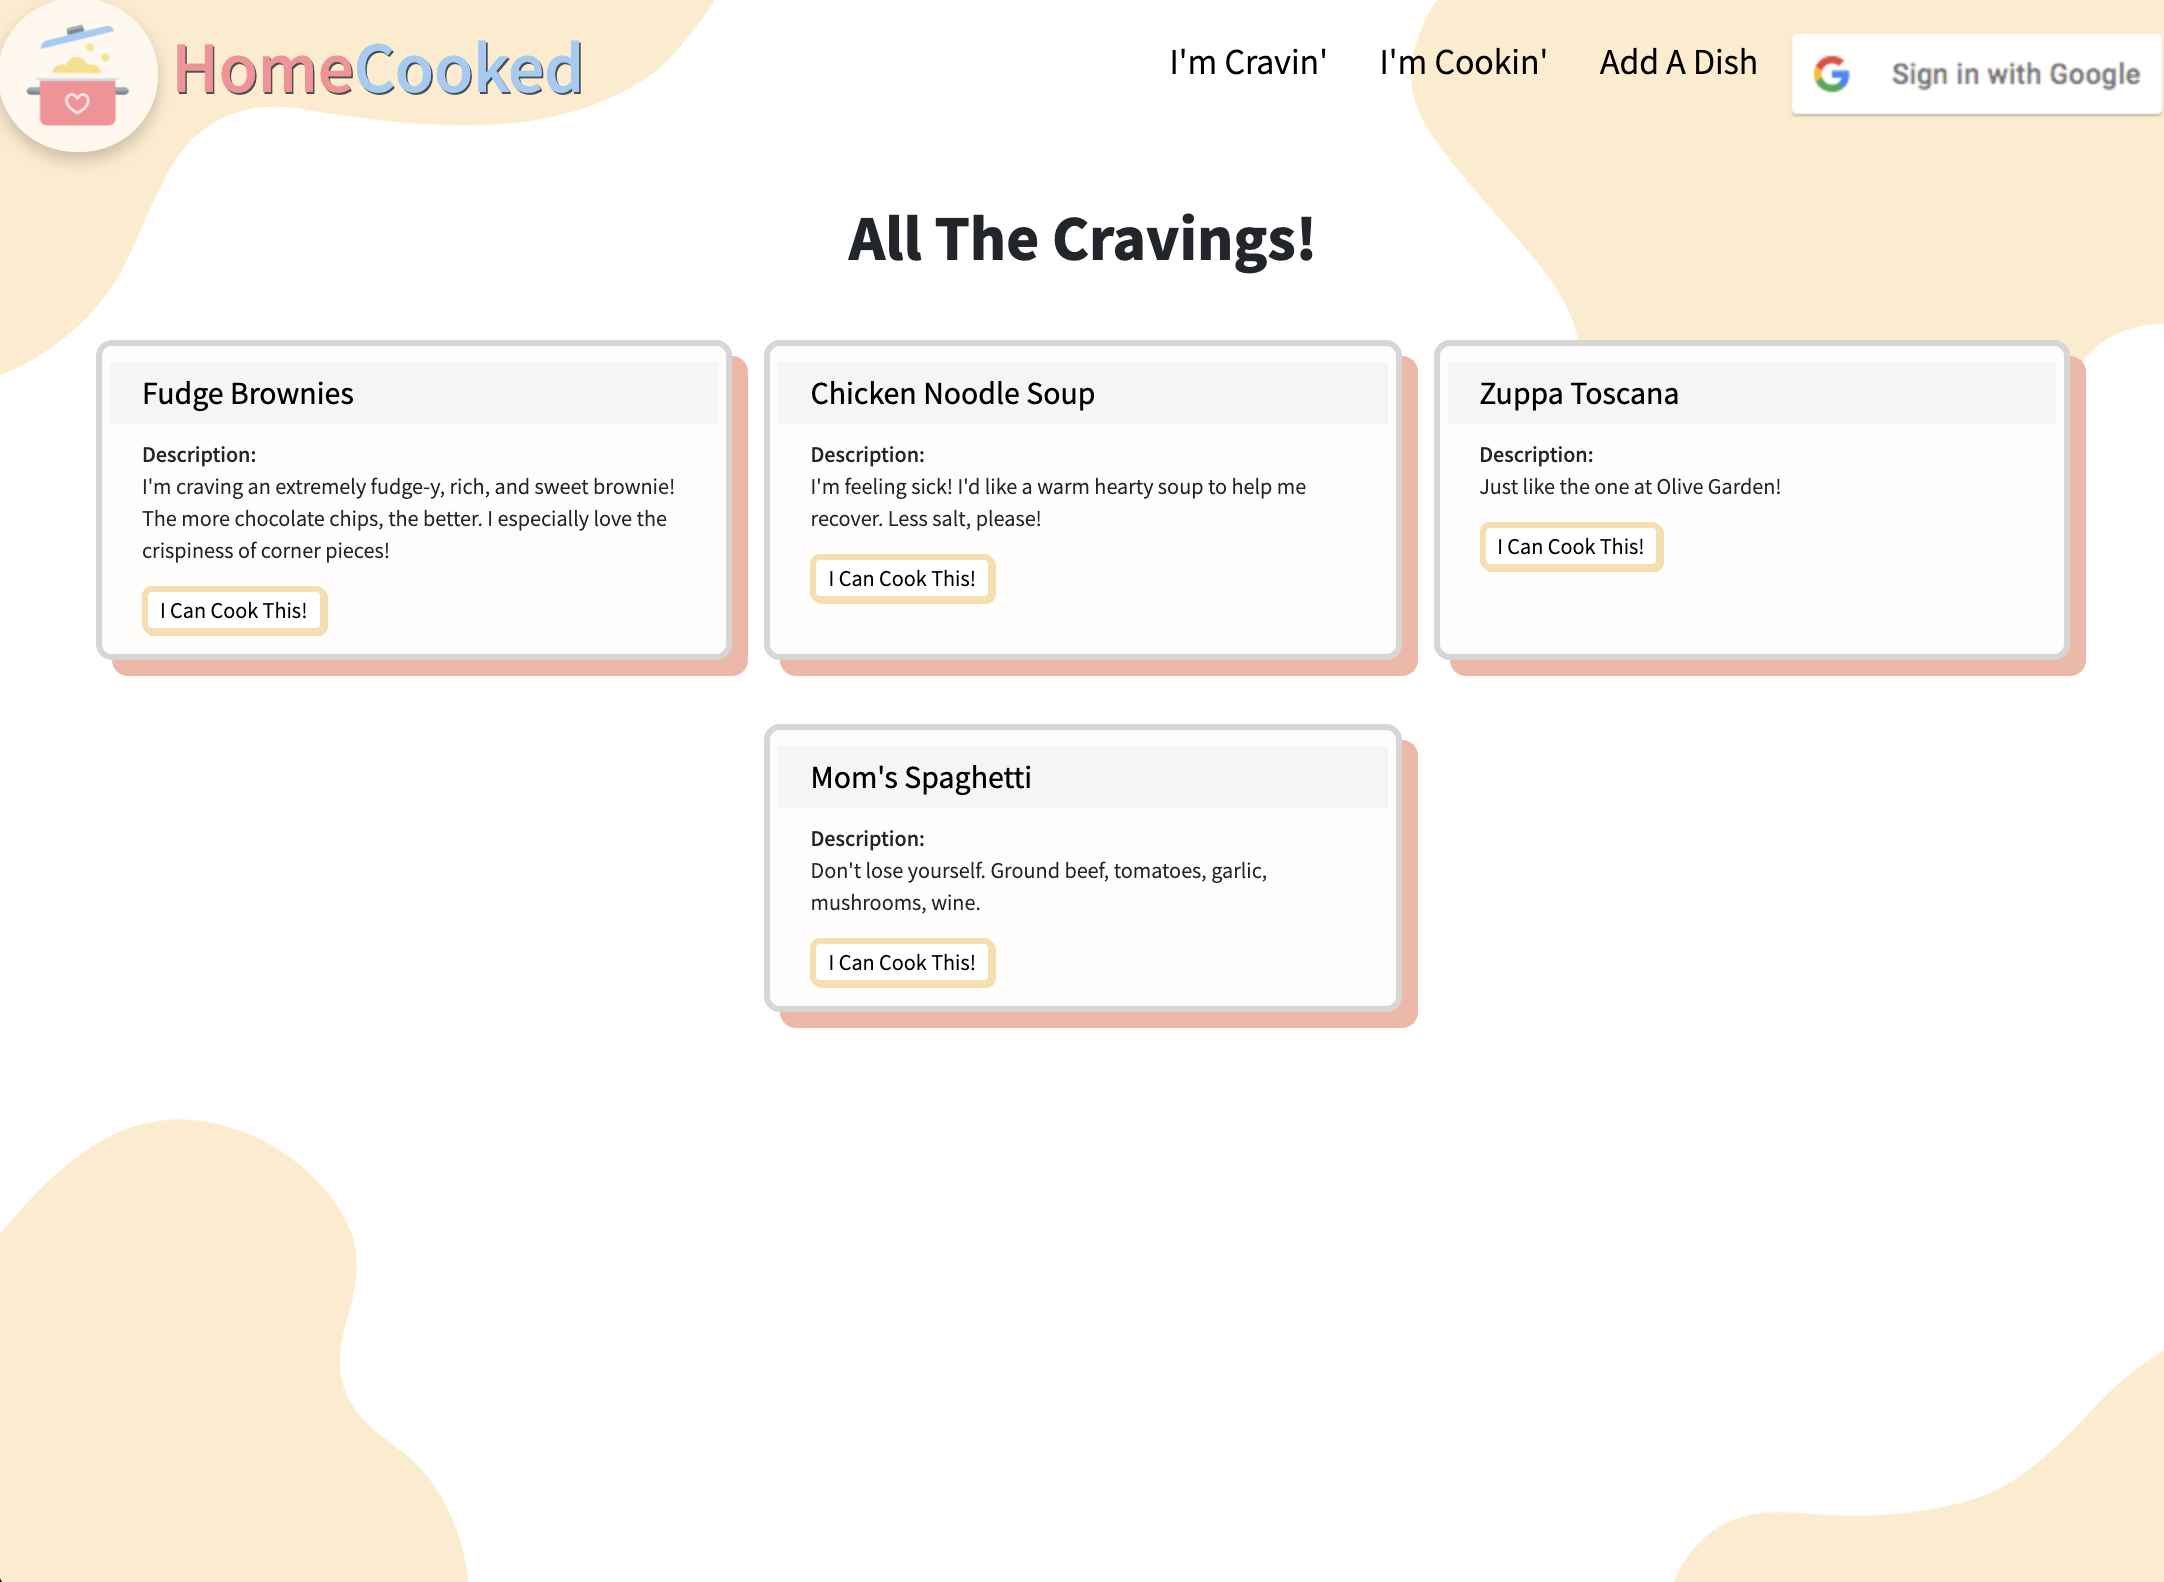 HomeCooked
I'm Cravin'
I'm Cookin'
Add A Dish
Sign in with Google
All The Cravings!
Fudge Brownies
Description:
I'm craving an extremely fudge-y, rich, and sweet brownie!
The more chocolate chips, the better. I especially love the
crispiness of corner pieces!
I Can Cook This!
Chicken Noodle Soup
Description:
I'm feeling sick! I'd like a warm hearty soup to help me
recover. Less salt, please!
I Can Cook This!
Zuppa Toscana
Description:
Just like the one at Olive Garden!
I Can Cook This!
Mom's Spaghetti
Description:
Don't lose yourself. Ground beef, tomatoes, garlic,
mushrooms, wine.
I Can Cook This!